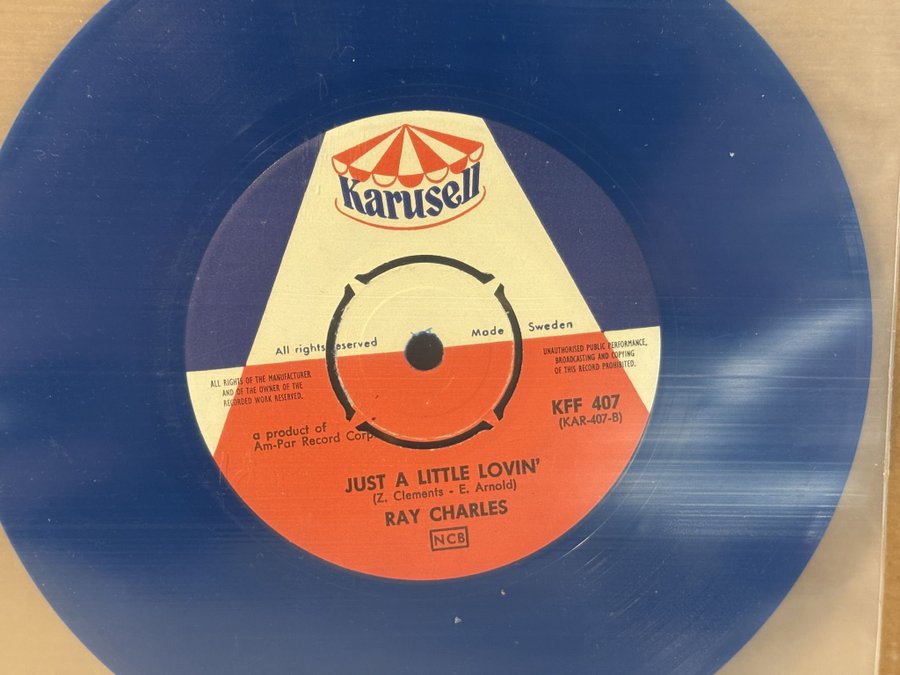 Karusell
All rights reserved
Made Sweden
ALL RIGHTS OF THE MANUFACTURER
AND OF THE OWNER OF THE
RECORDED WORK RESERVED.
UNAUTHORISED PUBLIC PERFORMANCE,
BROADCASTING AND COPYING
OF THIS RECORD PROHIBITED.
a product of
Am-Par Record Corp
KFF 407
(KAR-407-B)
JUST A LITTLE LOVIN'
(Z. Clements - E. Arnold)
RAY CHARLES
NCB